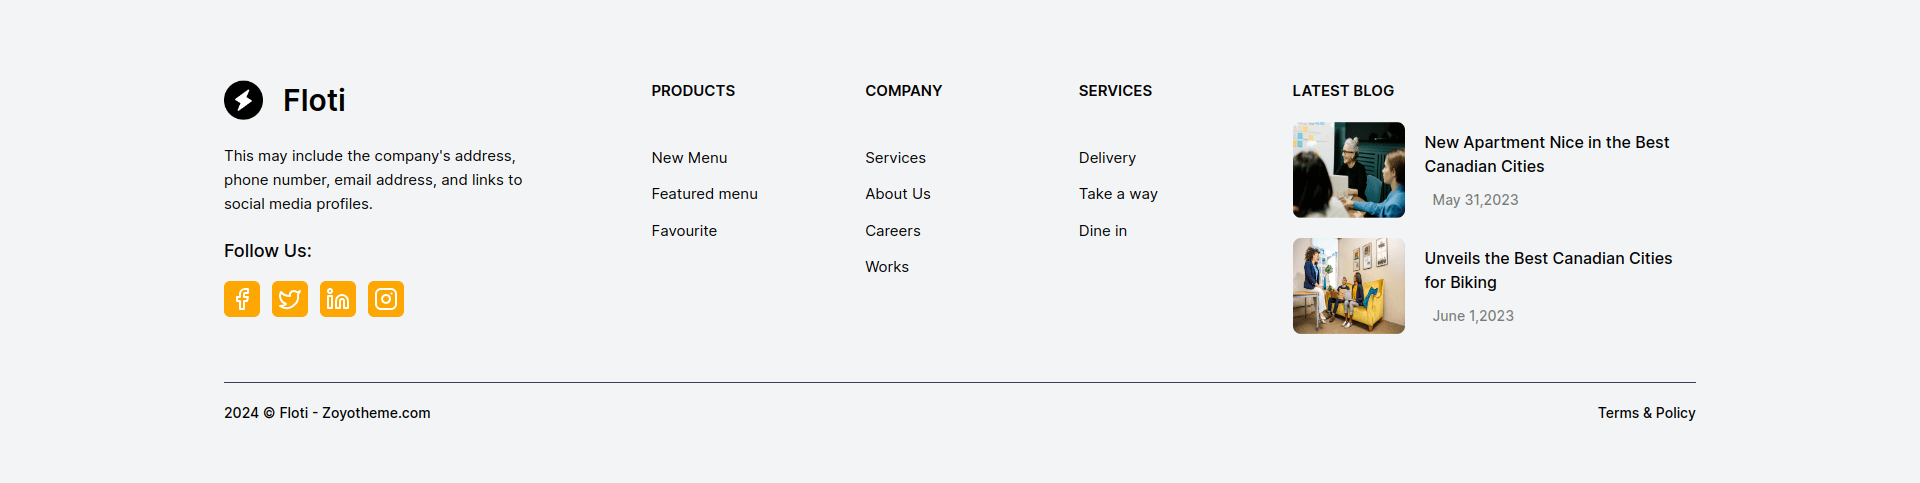 Floti
This may include the company's address,
phone number, email address, and links to
social media profiles.
Follow Us:
PRODUCTS
New Menu
Featured menu
Favourite
COMPANY
Services
About Us
Careers
Works
SERVICES
Delivery
Take a way
Dine in
LATEST BLOG
New Apartment Nice in the Best
Canadian Cities
May 31,2023
Unveils the Best Canadian Cities
for Biking
June 1,2023
2024 © Floti - Zoyotheme.com
Terms & Policy